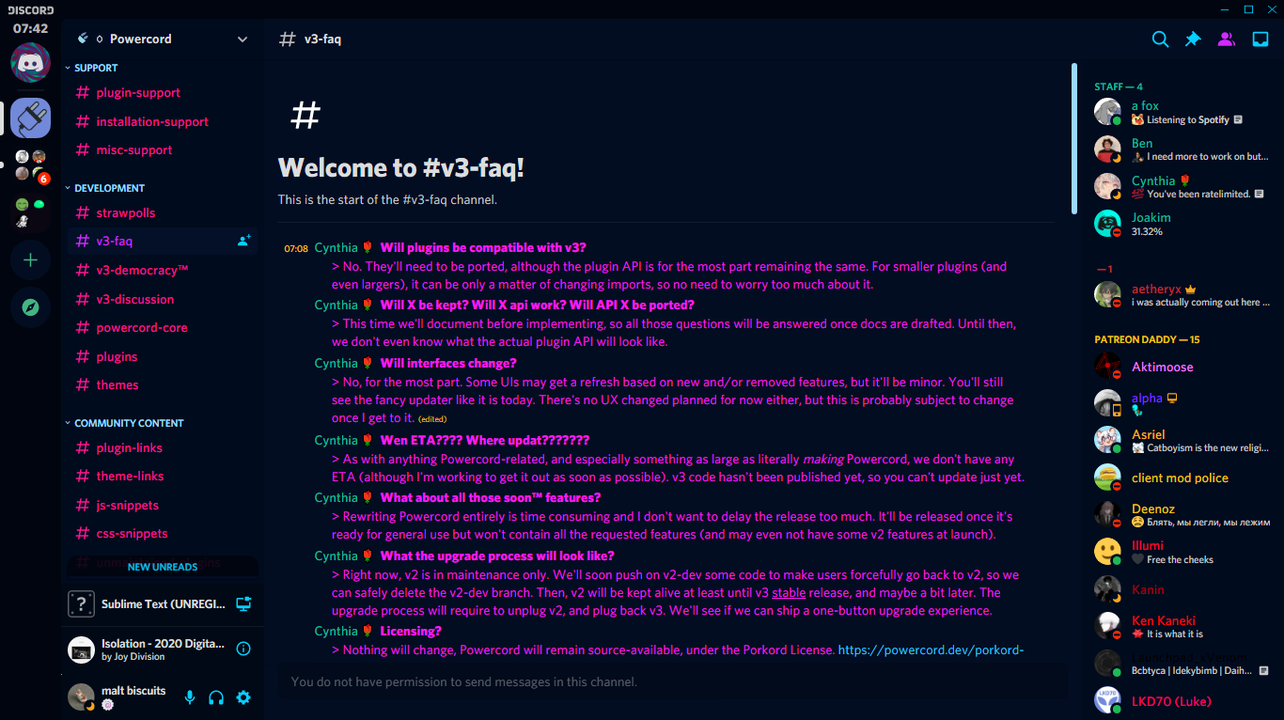 DISCORD
07:42
6
Powercord
SUPPORT
# plugin-support
# installation-support
# misc-support
DEVELOPMENT
# strawpolls
# v3-faq
# v3-democracy™
# v3-discussion
# powercord-core
# plugins
# themes
COMMUNITY CONTENT
# plugin-links
# theme-links
# js-snippets
# css-snippets
NEW UNREADS
?
Sublime Text (UNREGI...
Isolation - 2020 Digita...
by Joy Division
malt biscuits
# v3-faq
#
Welcome to #v3-faq!
This is the start of the #v3-faq channel.
07:08 Cynthia 🌹 Will plugins be compatible with v3?
> No. They'll need to be ported, although the plugin API is for the most part remaining the same. For smaller plugins (and
even largers), it can be only a matter of changing imports, so no need to worry too much about it.
Cynthia 🌹 Will X be kept? Will X api work? Will API X be ported?
> This time we'll document before implementing, so all those questions will be answered once docs are drafted. Until then,
we don't even know what the actual plugin API will look like.
Cynthia 🌹 Will interfaces change?
> No, for the most part. Some UIs may get a refresh based on new and/or removed features, but it'll be minor. You'll still
see the fancy updater like it is today. There's no UX changed planned for now either, but this is probably subject to change
once I get to it. (edited)
Cynthia 🌹 Wen ETA???? Where updat???????
> As with anything Powercord-related, and especially something as large as literally making Powercord, we don't have any
ETA (although I'm working to get it out as soon as possible). v3 code hasn't been published yet, so you can't update just yet.
Cynthia 🌹 What about all those soon™ features?
> Rewriting Powercord entirely is time consuming and I don't want to delay the release too much. It'll be released once it's
ready for general use but won't contain all the requested features (and may even not have some v2 features at launch).
Cynthia 🌹 What the upgrade process will look like?
> Right now, v2 is in maintenance only. We'll soon push on v2-dev some code to make users forcefully go back to v2, so we
can safely delete the v2-dev branch. Then, v2 will be kept alive at least until v3 stable release, and maybe a bit later. The
upgrade process will require to unplug v2, and plug back v3. We'll see if we can ship a one-button upgrade experience.
Cynthia 🌹 Licensing?
> Nothing will change, Powercord will remain source-available, under the Porkord License. https://powercord.dev/porkord-
You do not have permission to send messages in this channel.
STAFF — 4
a fox
Listening to Spotify
Ben
I need more to work on but...
Cynthia 🌹
💯 You've been ratelimited.
Joakim
31.32%
— 1
aetheryx
i was actually coming out here ...
PATREON DADDY — 15
Aktimoose
alpha
Asriel
Catboyism is the new religi...
client mod police
Deenoz
😩 Блять, мы легли, мы лежим
Illumi
🖤 Free the cheeks
Kanin
Ken Kaneki
It is what it is
Bcbtyca | Idekybimb | Daih...
LKD70 (Luke)